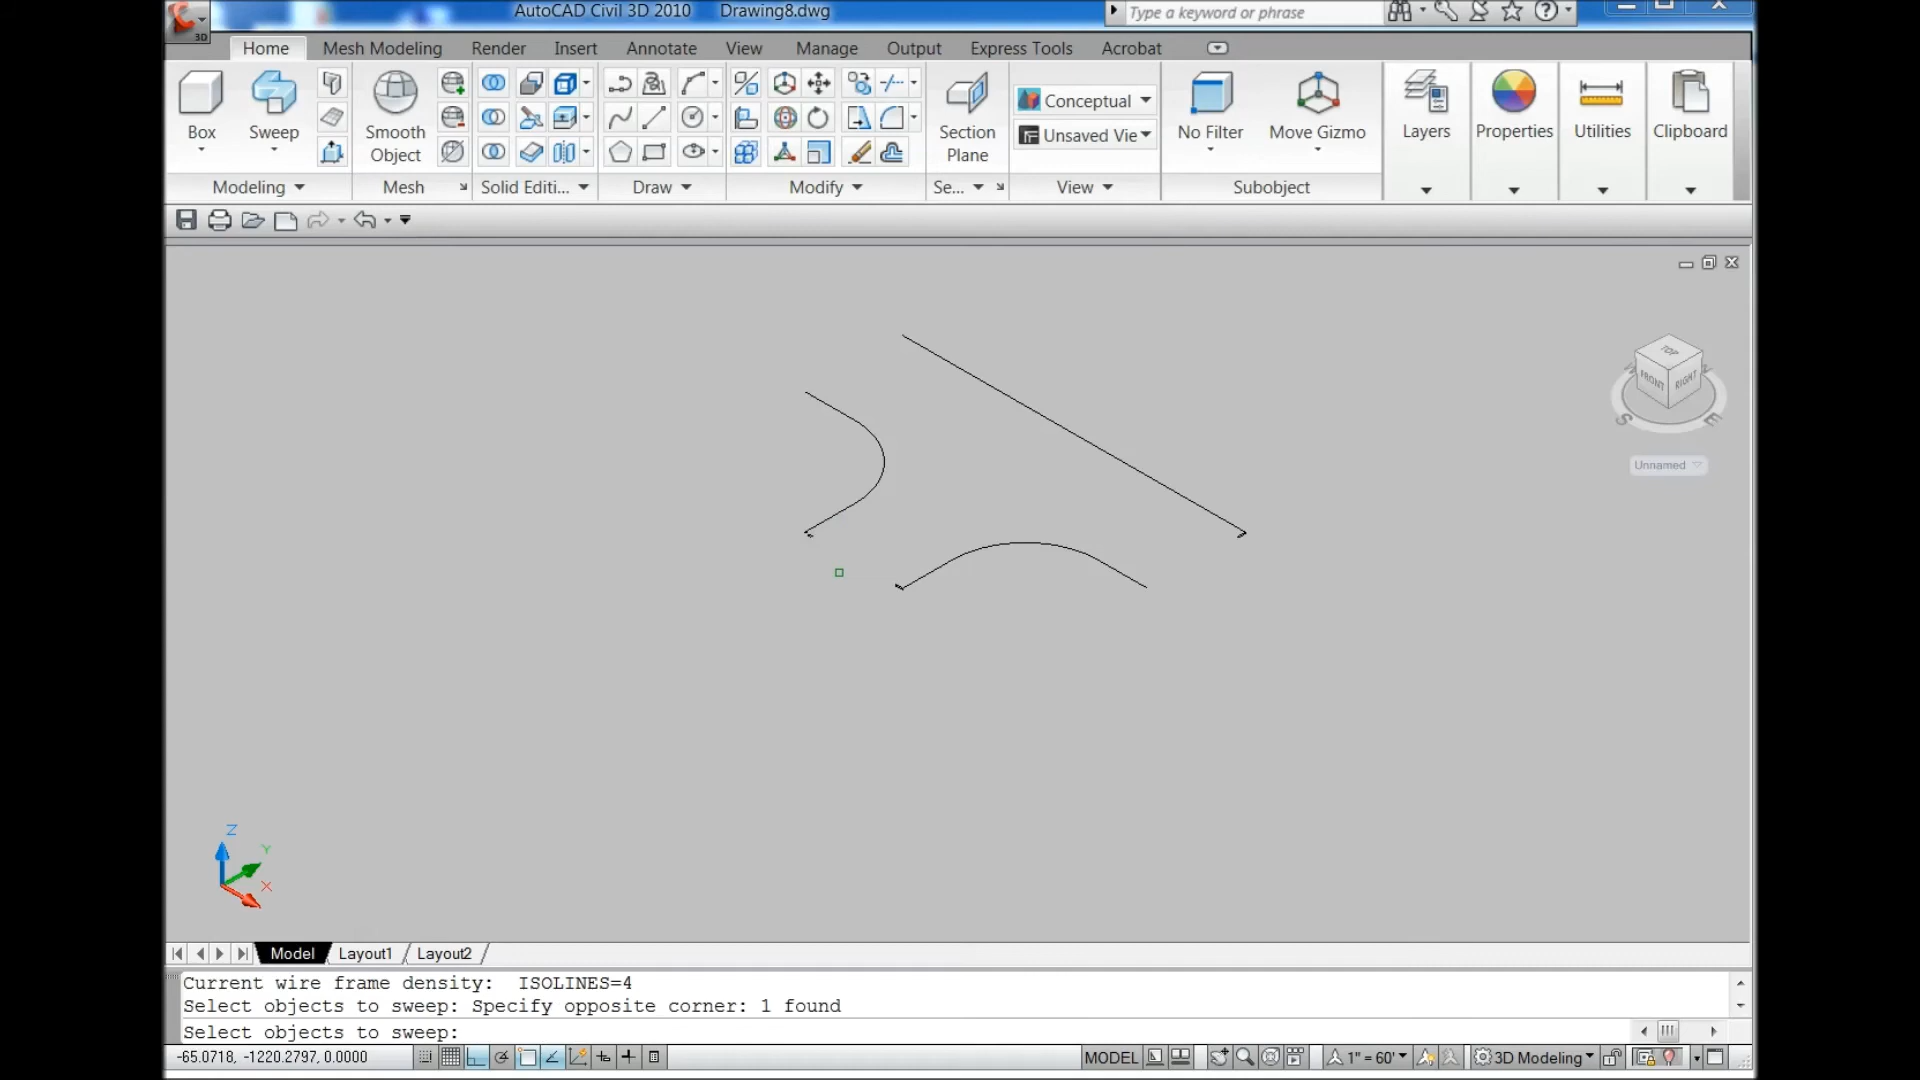 AutoCAD Civil 3D 2010 Drawing8.dwg
Type a keyword or phrase
3D
Home Mesh Modeling Render Insert Annotate View Manage Output Express Tools Acrobat
Box Sweep Smooth Object Section Plane Conceptual Unsaved Vie No Filter Move Gizmo Layers Properties Utilities Clipboard
Modeling Mesh Solid Editi... Draw Modify Se... View Subobject
TOP
FRONT RIGHT
S E
Unnamed
Z
Y
X
Model Layout1 Layout2
Current wire frame density: ISOLINES=4
Select objects to sweep: Specify opposite corner: 1 found
Select objects to sweep:
-65.0718, -1220.2797, 0.0000 MODEL 1" = 60' 3D Modeling